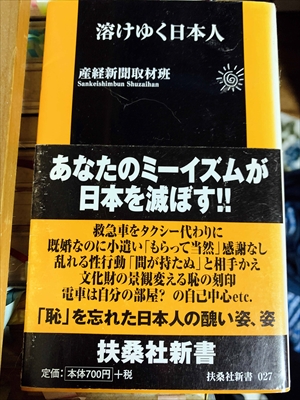 溶けゆく日本人
産経新聞取材班
Sankeishimbun Shuzaihan
あなたのミーイズムが
日本を滅ぼす!!
救急車をタクシー代わりに
既婚なのに小遣い「もらって当然」感謝なし
乱れる性行動「間が持たぬ」と相手かえ
文化財の景観変える恥の刻印
電車は自分の部屋? の自己中心etc.
「恥」を忘れた日本人の醜い姿、姿
扶桑社新書
定価:本体700円+税
扶桑社新書 027